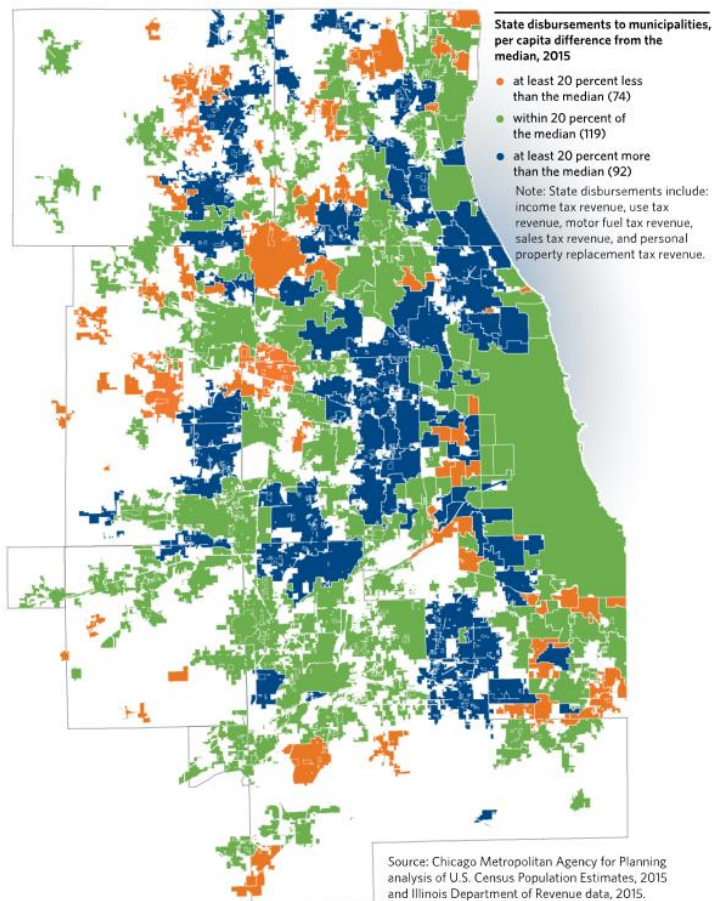 State disbursements to municipalities,
per capita difference from the
median, 2015
at least 20 percent less
than the median (74)
within 20 percent of
the median (119)
at least 20 percent more
than the median (92)
Note: State disbursements include:
income tax revenue, use tax
revenue, motor fuel tax revenue,
sales tax revenue, and personal
property replacement tax revenue.
Source: Chicago Metropolitan Agency for Planning
analysis of U.S. Census Population Estimates, 2015
and Illinois Department of Revenue data, 2015.